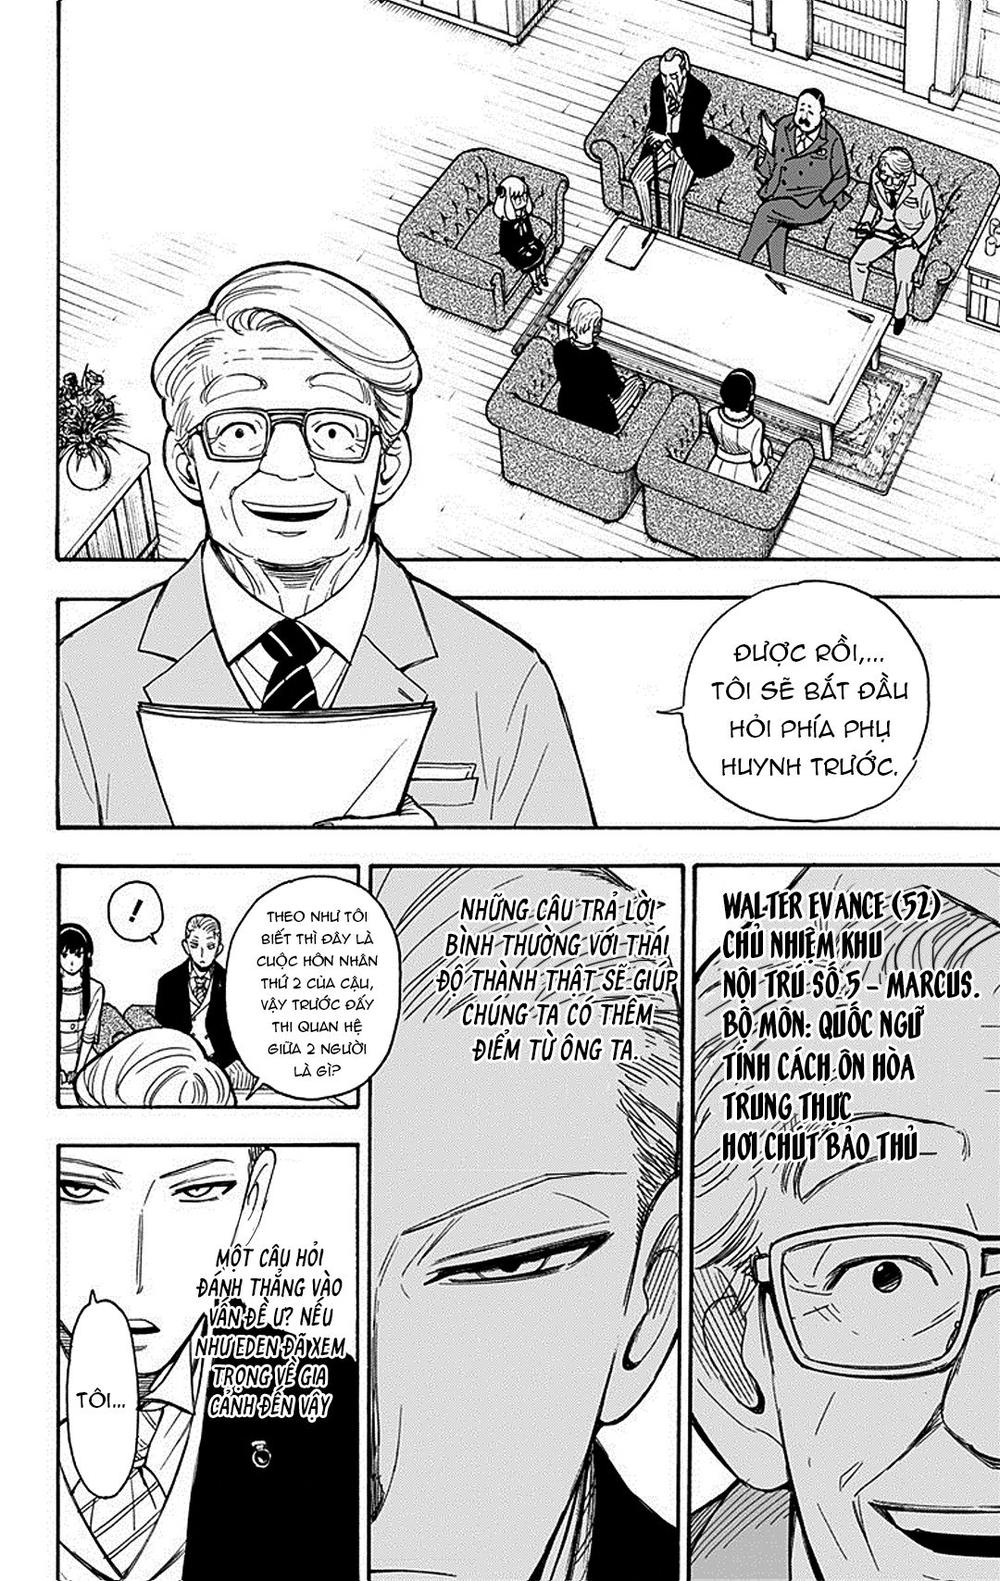 ĐƯỢC RỒI,...
TÔI SẼ BẮT ĐẦU
HỎI PHÍA PHỤ
HUYNH TRƯỚC.
WALTER EVANCE (52)
CHỦ NHIỆM KHU
NỘI TRÚ SỐ 5 - MARCUS.
BỘ MÔN: QUỐC NGỮ
TÍNH CÁCH ÔN HÒA
TRUNG THỰC
HƠI CHÚT BẢO THỦ
NHỮNG CÂU TRẢ LỜI
BÌNH THƯỜNG VỚI THÁI
ĐỘ THÀNH THẬT SẼ GIÚP
CHÚNG TA CÓ THÊM
ĐIỂM TỪ ÔNG TA.
THEO NHƯ TÔI
BIẾT THÌ ĐÂY LÀ
CUỘC HÔN NHÂN
THỨ 2 CỦA CẬU,
VẬY TRƯỚC ĐẤY
THI QUAN HỆ
GIỮA 2 NGƯỜI
LÀ GÌ?
!
MỘT CÂU HỎI
ĐÁNH THẲNG VÀO
VẤN ĐỀ Ư? NẾU
NHƯ EDEN ĐÃ XEM
TRỌNG VỀ GIA
CẢNH ĐẾN VẬY
TÔI...